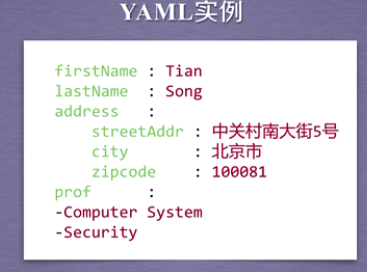 YAML实例
firstName : Tian
lastName  : Song
address   :
    streetAddr : 中关村南大街5号
    city       : 北京市
    zipcode    : 100081
prof      :
-Computer System
-Security